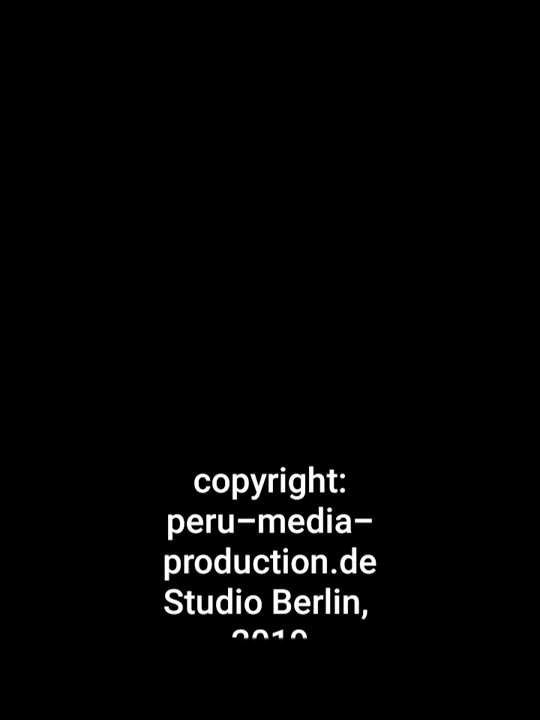 copyright:
peru–media–
production.de
Studio Berlin,